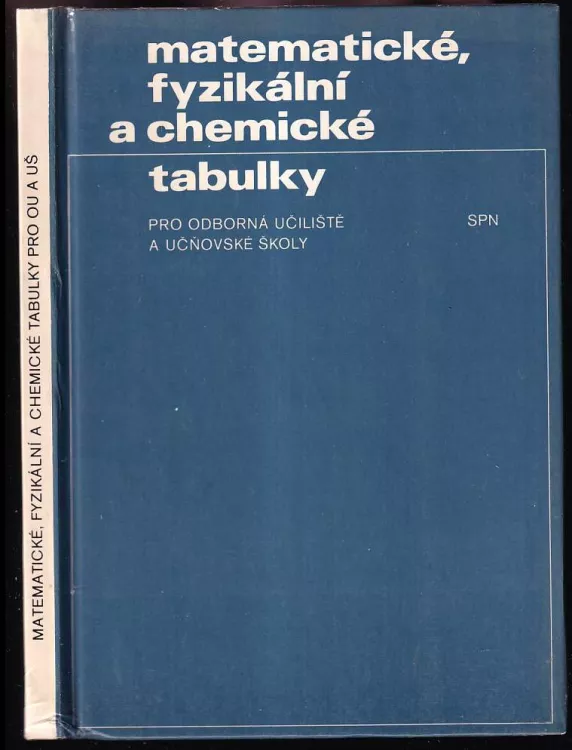 matematické,
fyzikální
a chemické
tabulky
PRO ODBORNÁ UČILIŠTĚ
A UČŇOVSKÉ ŠKOLY
SPN
MATEMATICKÉ, FYZIKÁLNÍ A CHEMICKÉ TABULKY PRO OU A UŠ